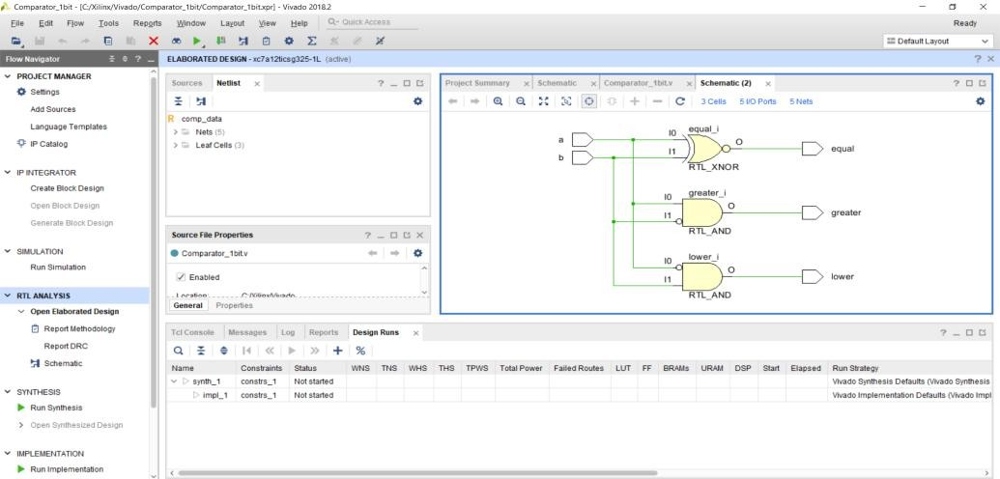 Comparator_1bit - [C:/Xilinx/Vivado/Comparator_1bit/Comparator_1bit.xpr] - Vivado 2018.2
File Edit Flow Tools Reports Window Layout View Help Q- Quick Access Ready
Default Layout
Flow Navigator ELABORATED DESIGN - xc7a12ticsg325-1L (active)
PROJECT MANAGER
Settings
Add Sources
Language Templates
IP Catalog
IP INTEGRATOR
Create Block Design
Open Block Design
Generate Block Design
SIMULATION
Run Simulation
RTL ANALYSIS
Open Elaborated Design
Report Methodology
Report DRC
Schematic
SYNTHESIS
Run Synthesis
Open Synthesized Design
IMPLEMENTATION
Run Implementation
Sources Netlist
R comp_data
Nets (5)
Leaf Cells (3)
Source File Properties
Comparator_1bit.v
Enabled
Location: C:/Xilinx/Vivado
General Properties
Project Summary Schematic Comparator_1bit.v Schematic (2)
3 Cells 5 I/O Ports 5 Nets
a
b
equal_i
I0
I1
O
RTL_XNOR
equal
greater_i
I0
I1
O
RTL_AND
greater
lower_i
I0
I1
O
RTL_AND
lower
Tcl Console Messages Log Reports Design Runs
Name Constraints Status WNS TNS WHS THS TPWS Total Power Failed Routes LUT FF BRAMs URAM DSP Start Elapsed Run Strategy
synth_1 constrs_1 Not started Vivado Synthesis Defaults (Vivado Synthesis
impl_1 constrs_1 Not started Vivado Implementation Defaults (Vivado Impl